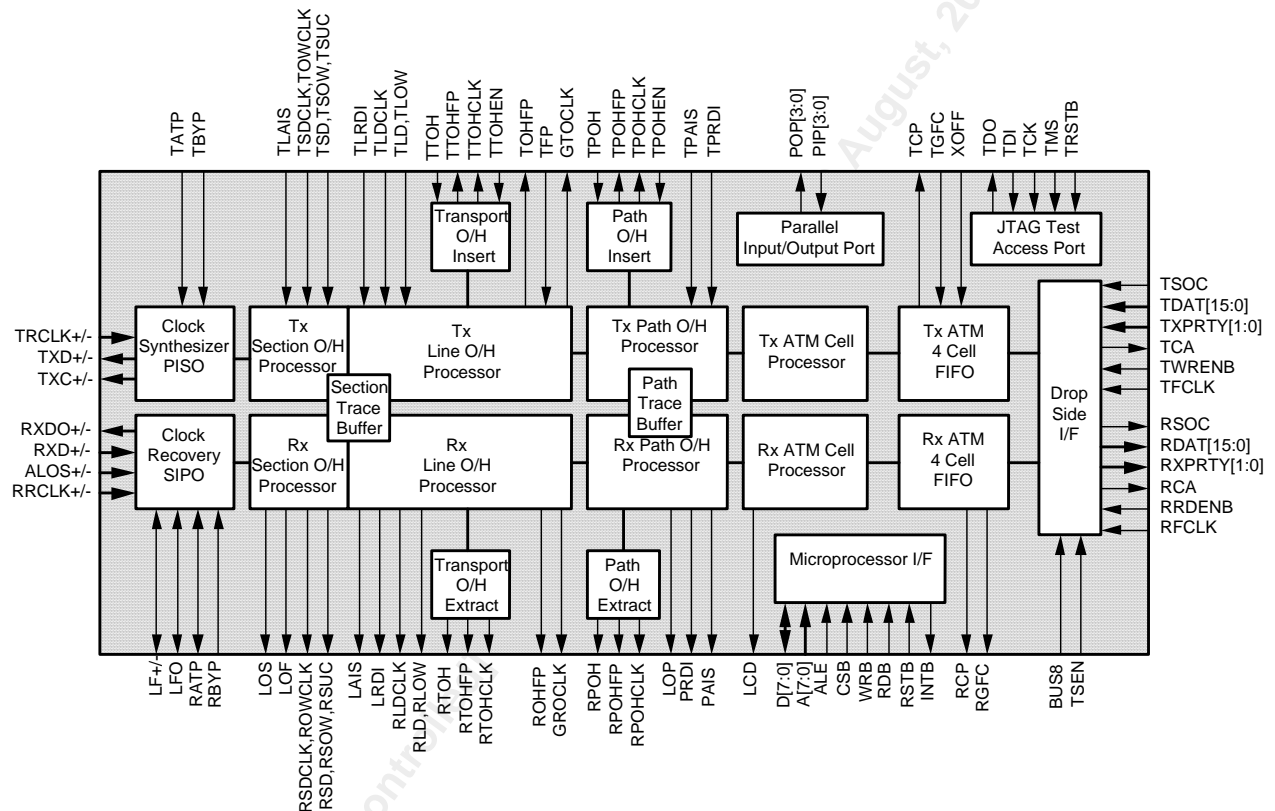 August, 20
TATP
TBYP
TLAIS
TSDCLK,TOWCLK
TSD,TSOW,TSUC
TLRDI
TLDCLK
TLD,TLOW
TTOH
TTOHFP
TTOHCLK
TTOHEN
TOHFP
TFP
GTOCLK
TPOH
TPOHFP
TPOHCLK
TPOHEN
TPAIS
TPRDI
POP[3:0]
PIP[3:0]
TCP
TGFC
XOFF
TDO
TDI
TCK
TMS
TRSTB
Transport
O/H
Insert
Path
O/H
Insert
Parallel
Input/Output Port
JTAG Test
Access Port
TRCLK+/-
TXD+/-
TXC+/-
Clock
Synthesizer
PISO
Tx
Section O/H
Processor
Tx
Line O/H
Processor
Tx Path O/H
Processor
Tx ATM Cell
Processor
Tx ATM
4 Cell
FIFO
Section
Trace
Buffer
Path
Trace
Buffer
Drop
Side
I/F
TSOC
TDAT[15:0]
TXPRTY[1:0]
TCA
TWRENB
TFCLK
RXDO+/-
RXD+/-
ALOS+/-
RRCLK+/-
Clock
Recovery
SIPO
Rx
Section O/H
Processor
Rx
Line O/H
Processor
Rx Path O/H
Processor
Rx ATM Cell
Processor
Rx ATM
4 Cell
FIFO
RSOC
RDAT[15:0]
RXPRTY[1:0]
RCA
RRDENB
RFCLK
Transport
O/H
Extract
Path
O/H
Extract
Microprocessor I/F
LF+/-
LFO
RATP
RBYP
LOS
LOF
RSDCLK,ROWCLK
RSD,RSOW,RSUC
LAIS
LRDI
RLDCLK
RLD,RLOW
RTOH
RTOHFP
RTOHCLK
ROHFP
GROCLK
RPOH
RPOHFP
RPOHCLK
LOP
PRDI
PAIS
LCD
D[7:0]
A[7:0]
ALE
CSB
WRB
RDB
RSTB
INTB
RCP
RGFC
BUS8
TSEN